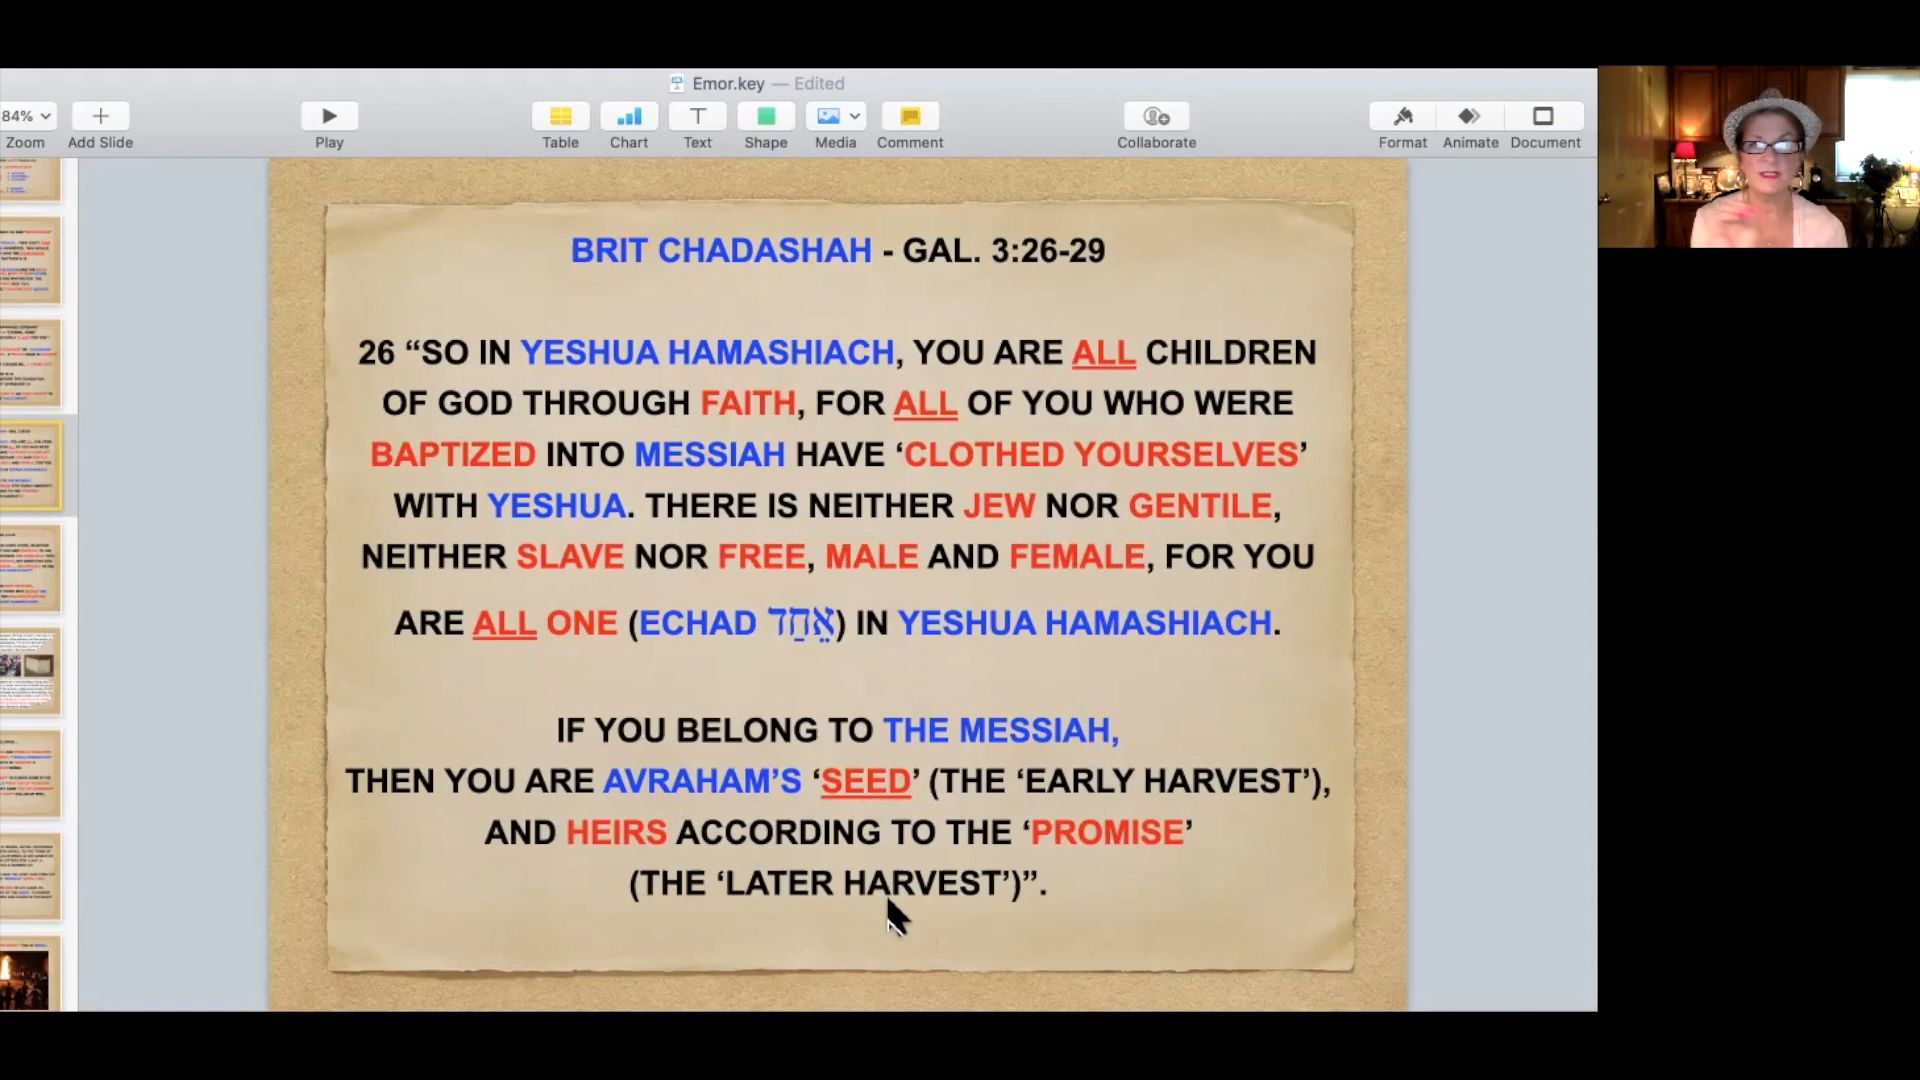 Emor.key — Edited
84%
Zoom
Add Slide
Play
Table
Chart
Text
Shape
Media
Comment
Collaborate
Format
Animate
Document
BRIT CHADASHAH - GAL. 3:26-29
26 “SO IN YESHUA HAMASHIACH, YOU ARE ALL CHILDREN
OF GOD THROUGH FAITH, FOR ALL OF YOU WHO WERE
BAPTIZED INTO MESSIAH HAVE ‘CLOTHED YOURSELVES’
WITH YESHUA. THERE IS NEITHER JEW NOR GENTILE,
NEITHER SLAVE NOR FREE, MALE AND FEMALE, FOR YOU
ARE ALL ONE (ECHAD אֵחַד) IN YESHUA HAMASHIACH.
IF YOU BELONG TO THE MESSIAH,
THEN YOU ARE AVRAHAM’S ‘SEED’ (THE ‘EARLY HARVEST’),
AND HEIRS ACCORDING TO THE ‘PROMISE’
(THE ‘LATER HARVEST’)”.